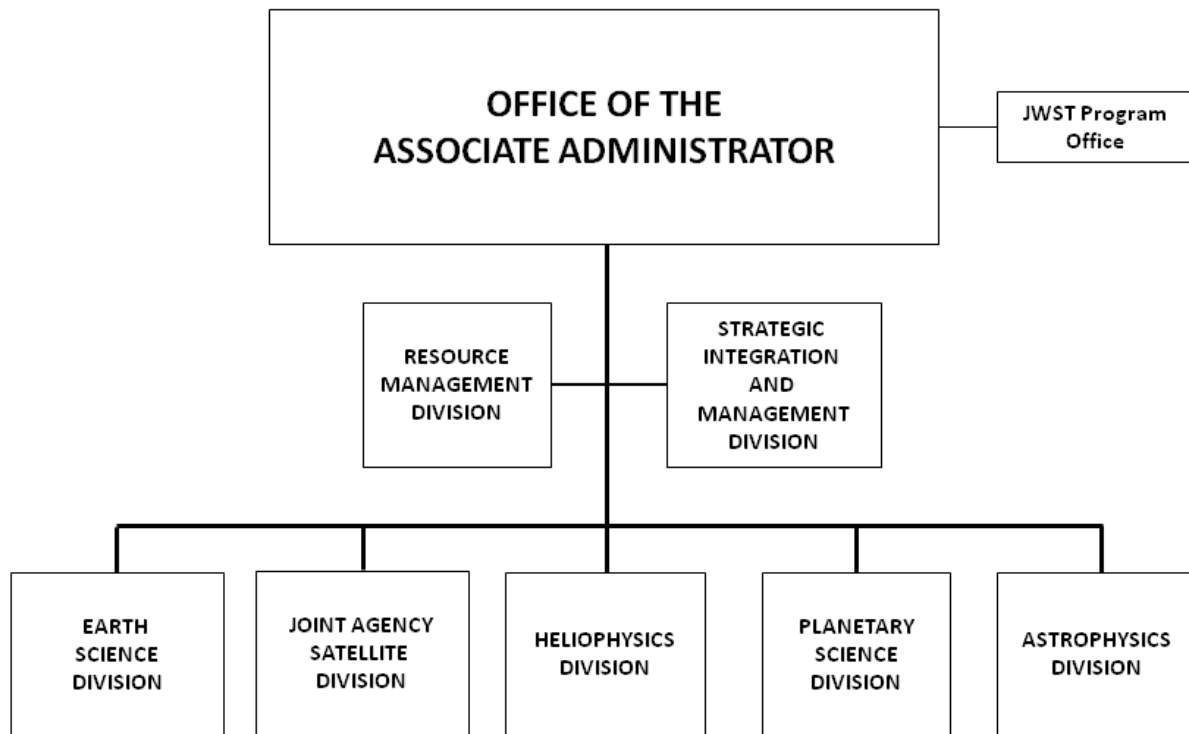 OFFICE OF THE
ASSOCIATE ADMINISTRATOR
JWST Program
Office
RESOURCE
MANAGEMENT
DIVISION
STRATEGIC
INTEGRATION
AND
MANAGEMENT
DIVISION
EARTH
SCIENCE
DIVISION
JOINT AGENCY
SATELLITE
DIVISION
HELIOPHYSICS
DIVISION
PLANETARY
SCIENCE
DIVISION
ASTROPHYSICS
DIVISION